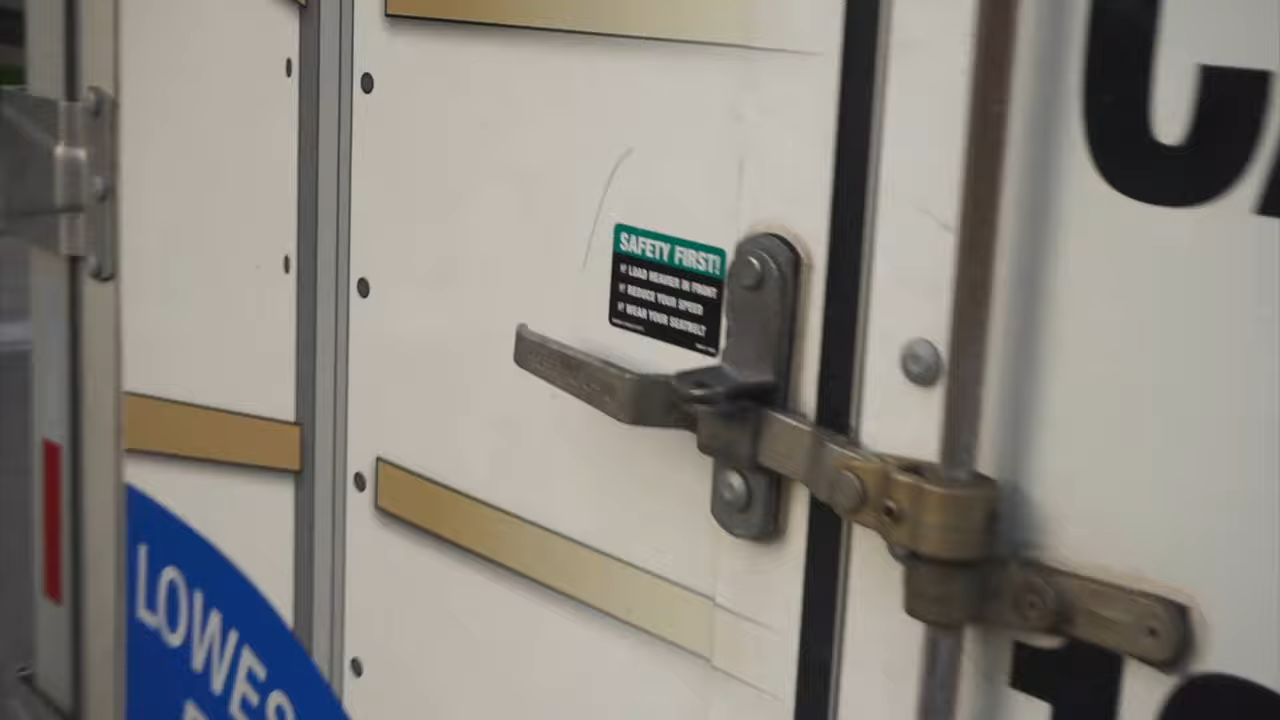 SAFETY FIRST!
LOAD HEAVIER IN FRONT
REDUCE YOUR SPEED
WEAR YOUR SEATBELT
LOWES